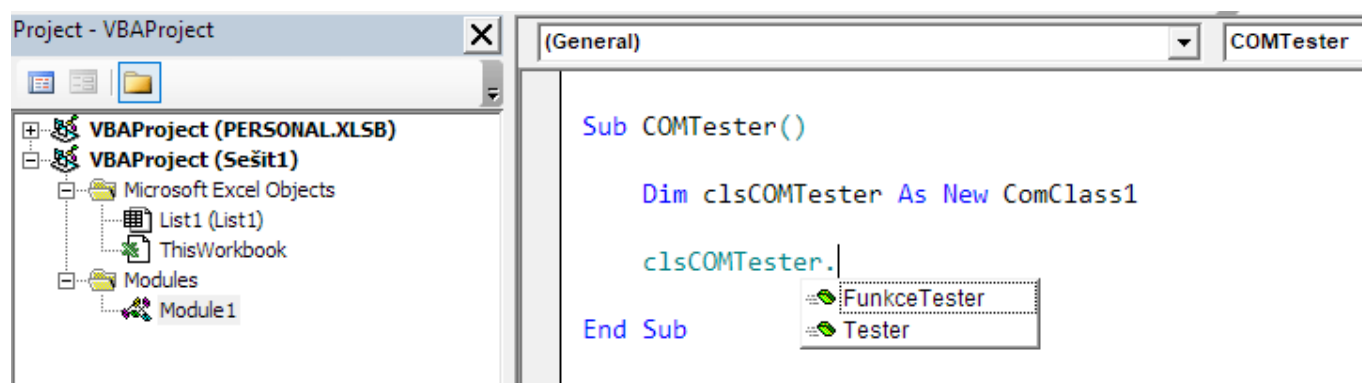 Project - VBAProject
VBAProject (PERSONAL.XLSB)
VBAProject (Sešit1)
Microsoft Excel Objects
List1 (List1)
ThisWorkbook
Modules
Module1
(General)
COMTester
Sub COMTester()
Dim clsCOMTester As New ComClass1
clsCOMTester.
FunkceTester
Tester
End Sub